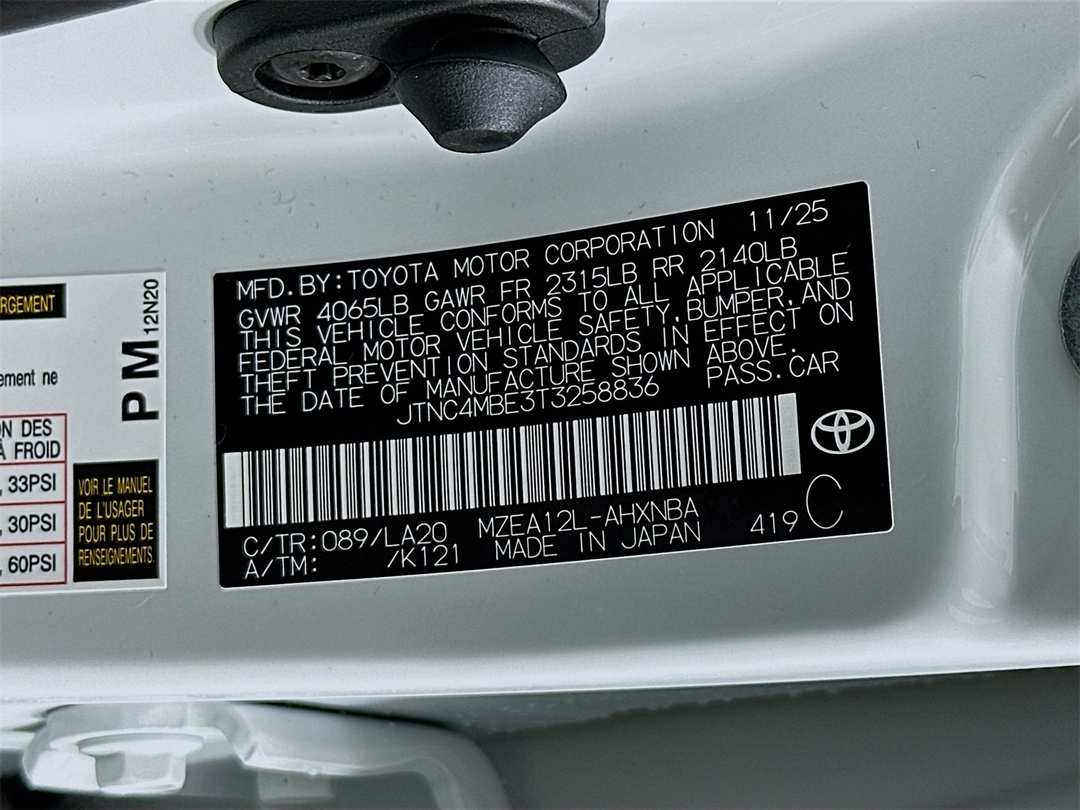 MFD.BY:TOYOTA MOTOR CORPORATION 11/25
GVWR 4065LB GAWR FR 2315LB RR 2140LB
THIS VEHICLE CONFORMS TO ALL APPLICABLE
FEDERAL MOTOR VEHICLE SAFETY,BUMPER,AND
THEFT PREVENTION STANDARDS IN EFFECT ON
THE DATE OF MANUFACTURE SHOWN ABOVE.
JTNC4MBE3T3258836 PASS.CAR
C/TR:089/LA20 MZEA12L-AHXNBA
A/TM: /K121 MADE IN JAPAN 419 C
RGEMENT
PM 12N20
ement ne
N DES
À FROID
, 33PSI
, 30PSI
, 60PSI
VOIR LE MANUEL
DE L'USAGER
POUR PLUS DE
RENSEIGNEMENTS.